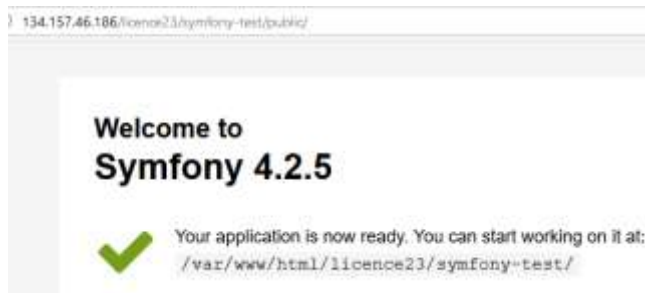 134.157.46.186/licence23/symfony-test/public/
Welcome to
Symfony 4.2.5
Your application is now ready. You can start working on it at:
/var/www/html/licence23/symfony-test/